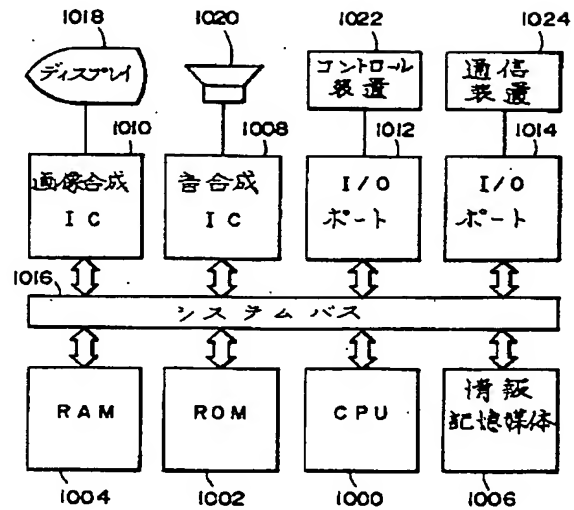 1018
1020
1022
1024
ディスプレイ
コントロール
装置
通信
装置
1010
1008
1012
1014
画像合成
IC
音合成
IC
I/O
ポート
I/O
ポート
1016
システムバス
RAM
ROM
CPU
情報
記憶媒体
1004
1002
1000
1006